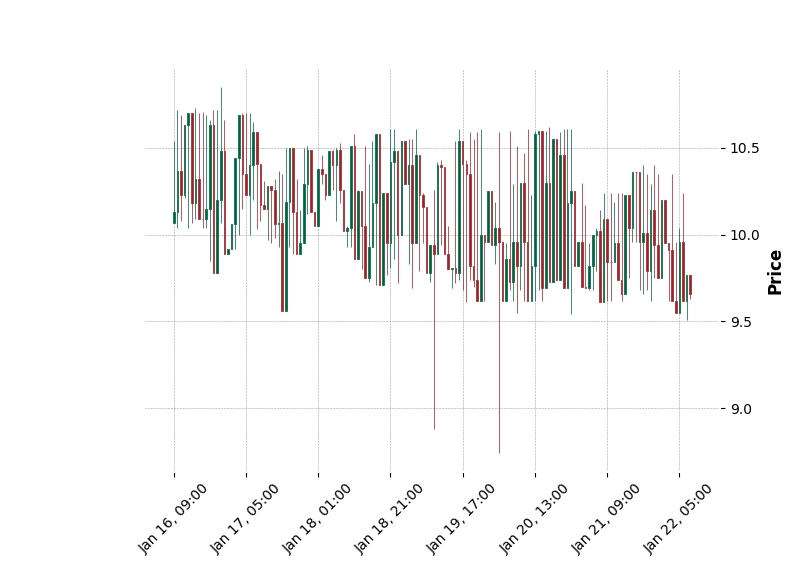 10.5
10.0
9.5
9.0
Price
Jan 16, 09:00
Jan 17, 05:00
Jan 18, 01:00
Jan 18, 21:00
Jan 19, 17:00
Jan 20, 13:00
Jan 21, 09:00
Jan 22, 05:00